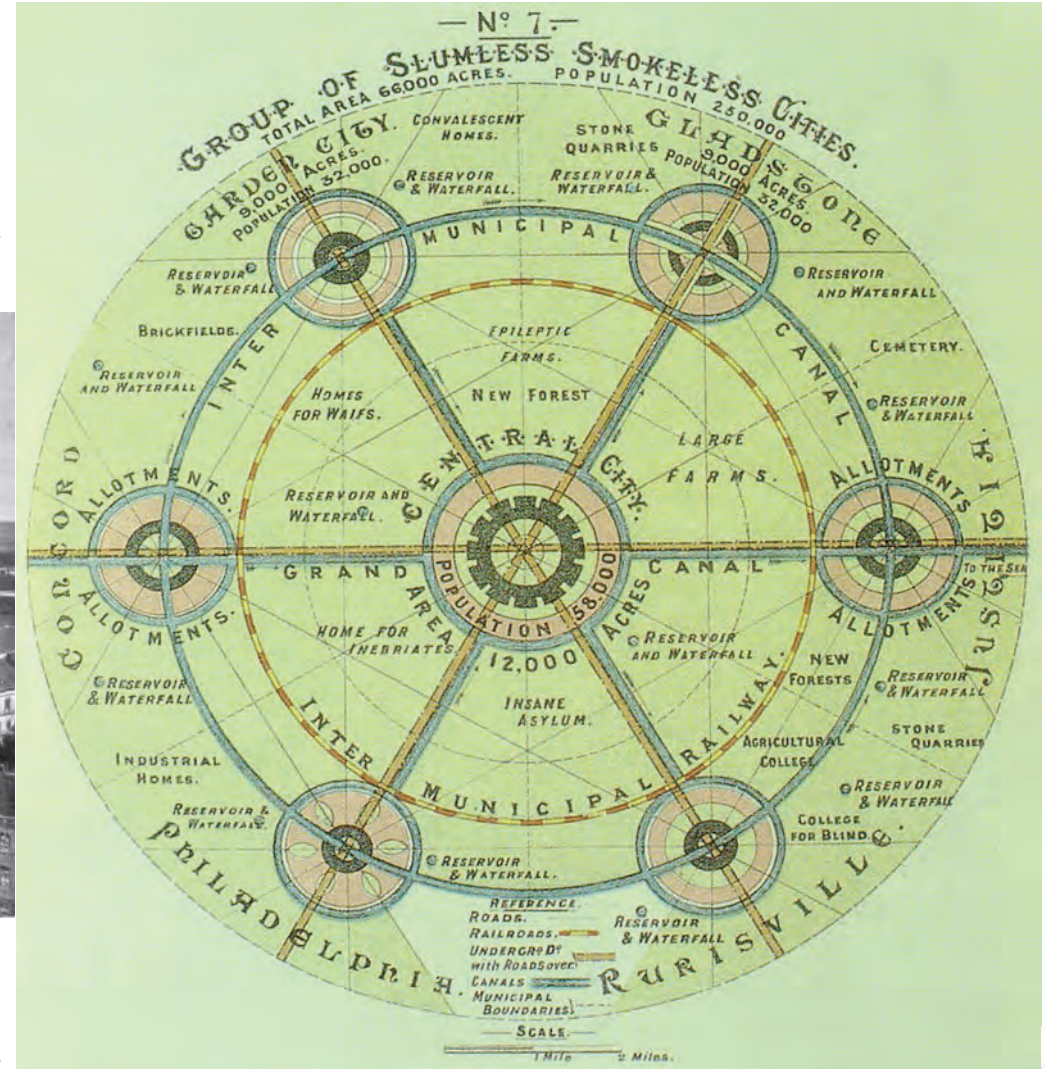 — Nº 7. —
GROUP OF SLUMLESS SMOKELESS CITIES.
TOTAL AREA 66,000 ACRES. POPULATION 250,000
GARDEN CITY.
9,000 ACRES.
POPULATION 32,000.
CONVALESCENT
HOMES.
STONE
QUARRIES
GLADSTONE
9,000 ACRES.
POPULATION
32,000
RESERVOIR
& WATERFALL.
RESERVOIR &
WATERFALL.
INTER MUNICIPAL CANAL
RESERVOIR
& WATERFALL
RESERVOIR
AND WATERFALL
BRICKFIELDS.
EPILEPTIC
FARMS.
CEMETERY.
RESERVOIR
AND WATERFALL
HOMES
FOR WAIFS.
NEW FOREST
RESERVOIR
& WATERFALL
LARGE
FARMS.
CENTRAL CITY.
CONCORD
ALLOTMENTS.
RESERVOIR AND
WATERFALL.
ALLOTMENTS
JUSTITIA
GRAND CANAL
TO THE SEA
POPULATION 58,000
AREA 12,000 ACRES
ALLOTMENTS.
ALLOTMENTS
HOME FOR
INEBRIATES
RESERVOIR
AND WATERFALL
NEW
FORESTS
RESERVOIR
& WATERFALL
RESERVOIR
& WATERFALL
INSANE
ASYLUM.
STONE
QUARRIES
INTER MUNICIPAL RAILWAY.
AGRICULTURAL
COLLEGE
INDUSTRIAL
HOMES.
RESERVOIR
& WATERFALL
RESERVOIR &
WATERFALL.
COLLEGE
FOR BLIND
RESERVOIR
& WATERFALL.
PHILADELPHIA.
RURISVILLE.
REFERENCE.
ROADS.
RAILROADS.
UNDERGRD Dº
with ROADS over
CANALS
MUNICIPAL
BOUNDARIES
RESERVOIR
& WATERFALL
SCALE.
1 Mile 2 Miles.